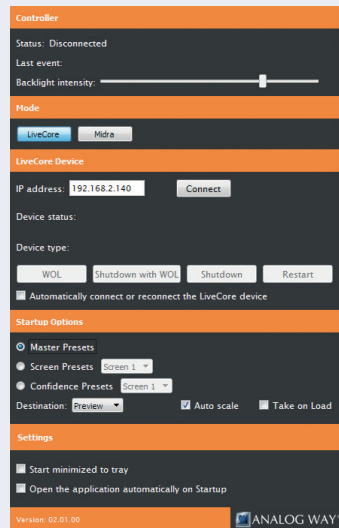 Controller
Status: Disconnected
Last event:
Backlight intensity:
Mode
LiveCore Midra
LiveCore Device
IP address: 192.168.2.140 Connect
Device status:
Device type:
WOL Shutdown with WOL Shutdown Restart
Automatically connect or reconnect the LiveCore device
Startup Options
Master Presets
Screen Presets Screen 1
Confidence Presets Screen 1
Destination: Preview Auto scale Take on Load
Settings
Start minimized to tray
Open the application automatically on Startup
Version: 02.01.00 ANALOG WAY®